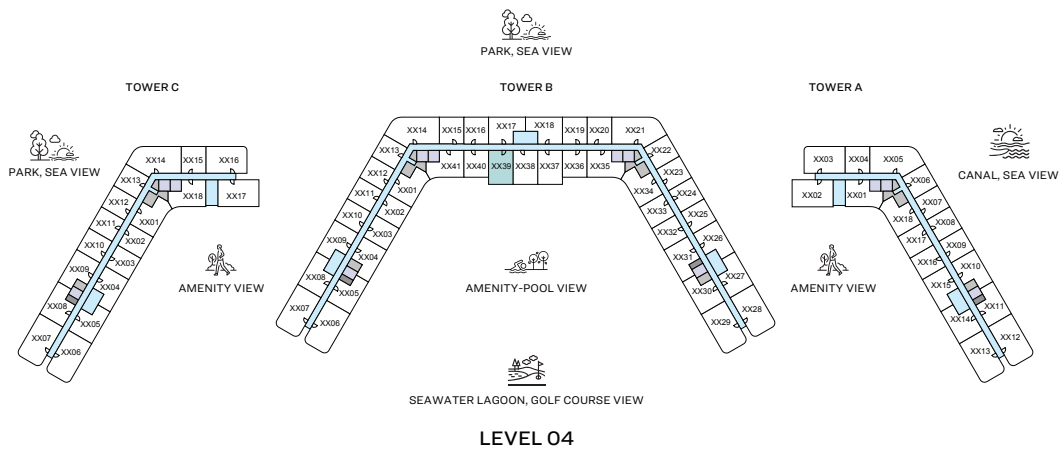 PARK, SEA VIEW
TOWER C
TOWER B
TOWER A
PARK, SEA VIEW
CANAL, SEA VIEW
XX14
XX15
XX16
XX13
XX12
XX11
XX10
XX09
XX08
XX07
XX06
XX05
XX04
XX03
XX02
XX01
XX18
XX17
AMENITY VIEW
XX14
XX15
XX16
XX17
XX18
XX19
XX20
XX21
XX13
XX12
XX11
XX10
XX09
XX08
XX07
XX06
XX05
XX04
XX03
XX02
XX01
XX41
XX40
XX39
XX38
XX37
XX36
XX35
XX34
XX33
XX32
XX31
XX30
XX29
XX22
XX23
XX24
XX25
XX26
XX27
XX28
AMENITY-POOL VIEW
XX03
XX04
XX05
XX02
XX01
XX06
XX07
XX08
XX09
XX10
XX11
XX12
XX18
XX17
XX16
XX15
XX14
XX13
AMENITY VIEW
SEAWATER LAGOON, GOLF COURSE VIEW
LEVEL 04